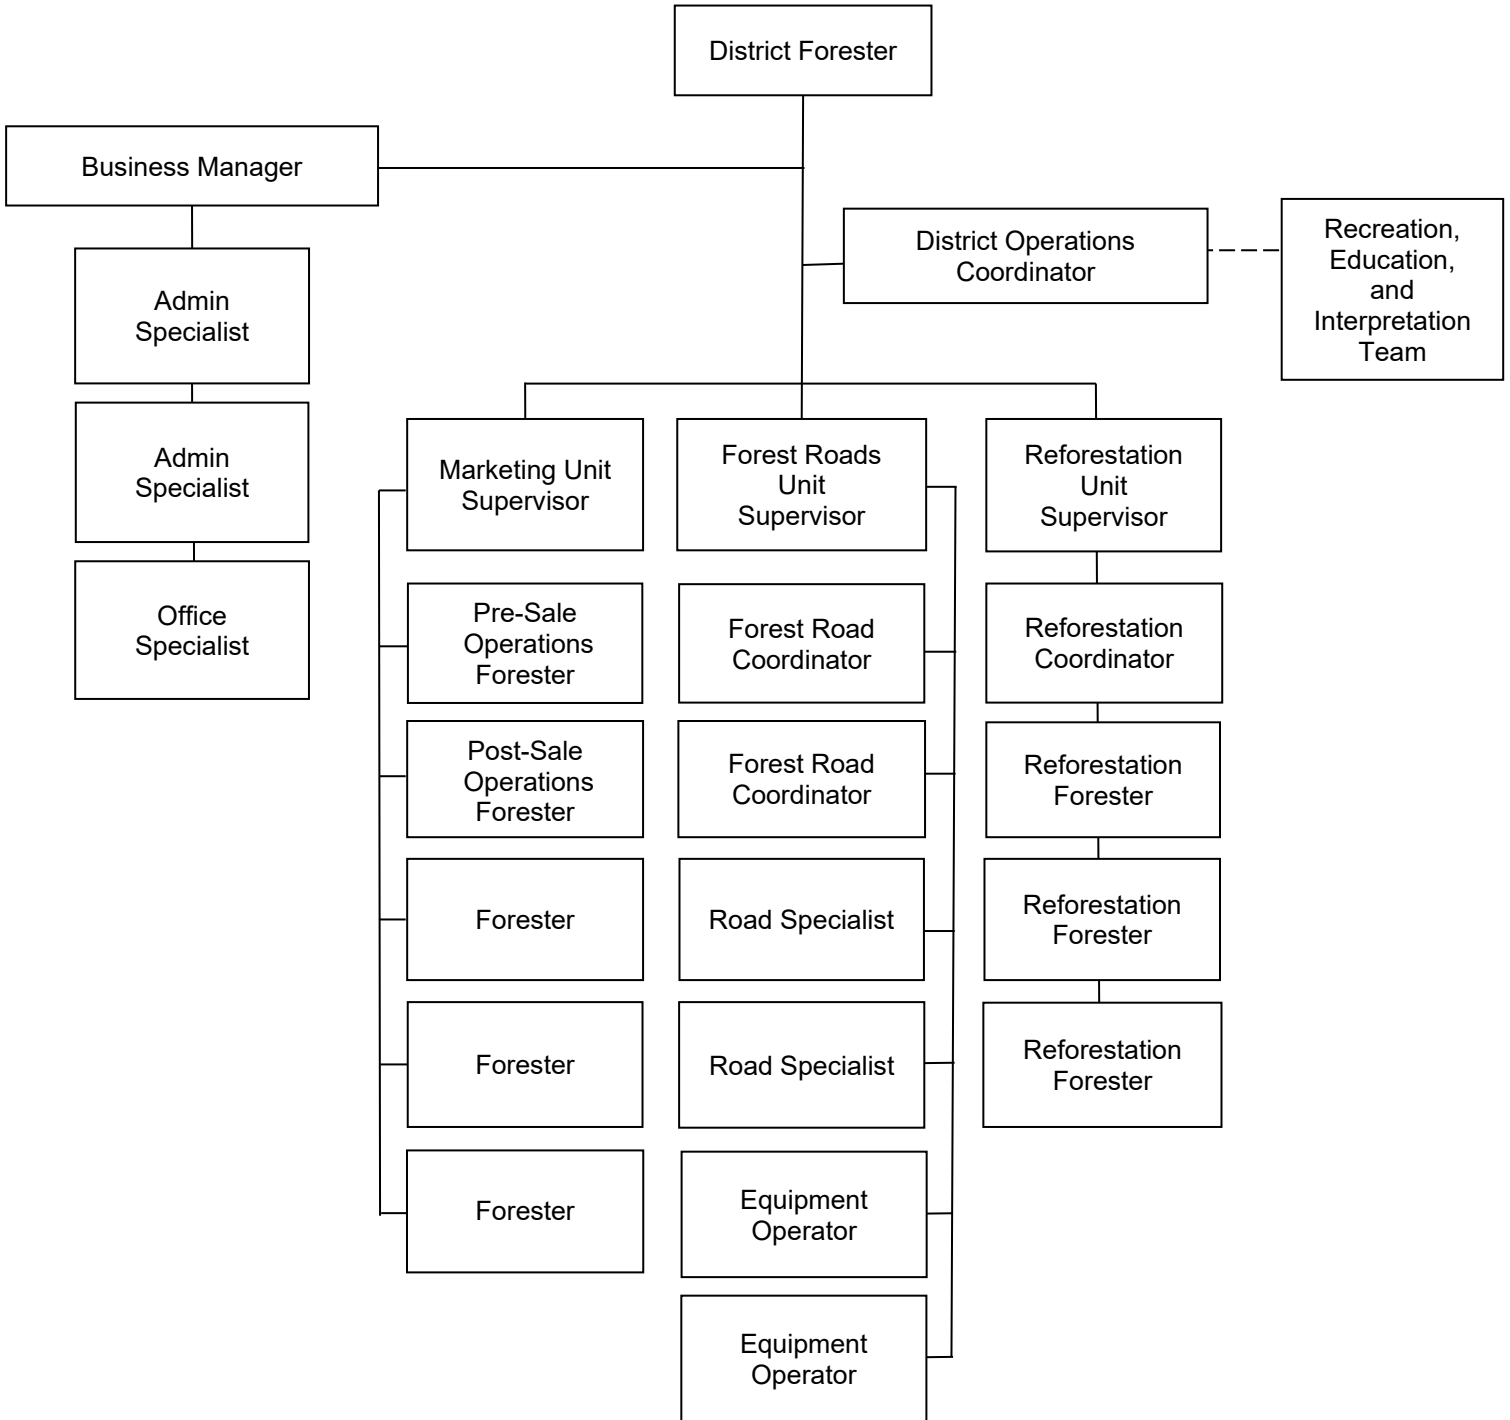 District Forester
Business Manager
District Operations
Coordinator
Recreation,
Education,
and
Interpretation
Team
Admin
Specialist
Admin
Specialist
Office
Specialist
Marketing Unit
Supervisor
Pre-Sale
Operations
Forester
Post-Sale
Operations
Forester
Forester
Forester
Forester
Forest Roads
Unit
Supervisor
Forest Road
Coordinator
Forest Road
Coordinator
Road Specialist
Road Specialist
Equipment
Operator
Equipment
Operator
Reforestation
Unit
Supervisor
Reforestation
Coordinator
Reforestation
Forester
Reforestation
Forester
Reforestation
Forester